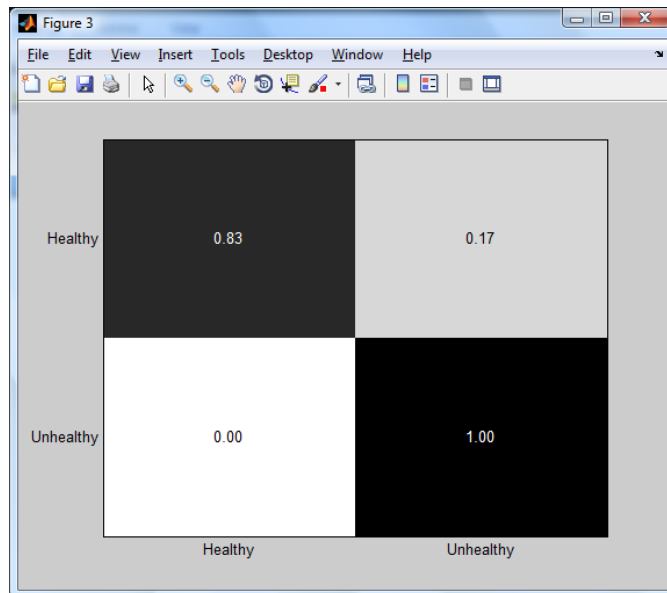 Figure 3
File Edit View Insert Tools Desktop Window Help
Healthy 0.83 0.17
Unhealthy 0.00 1.00
Healthy Unhealthy